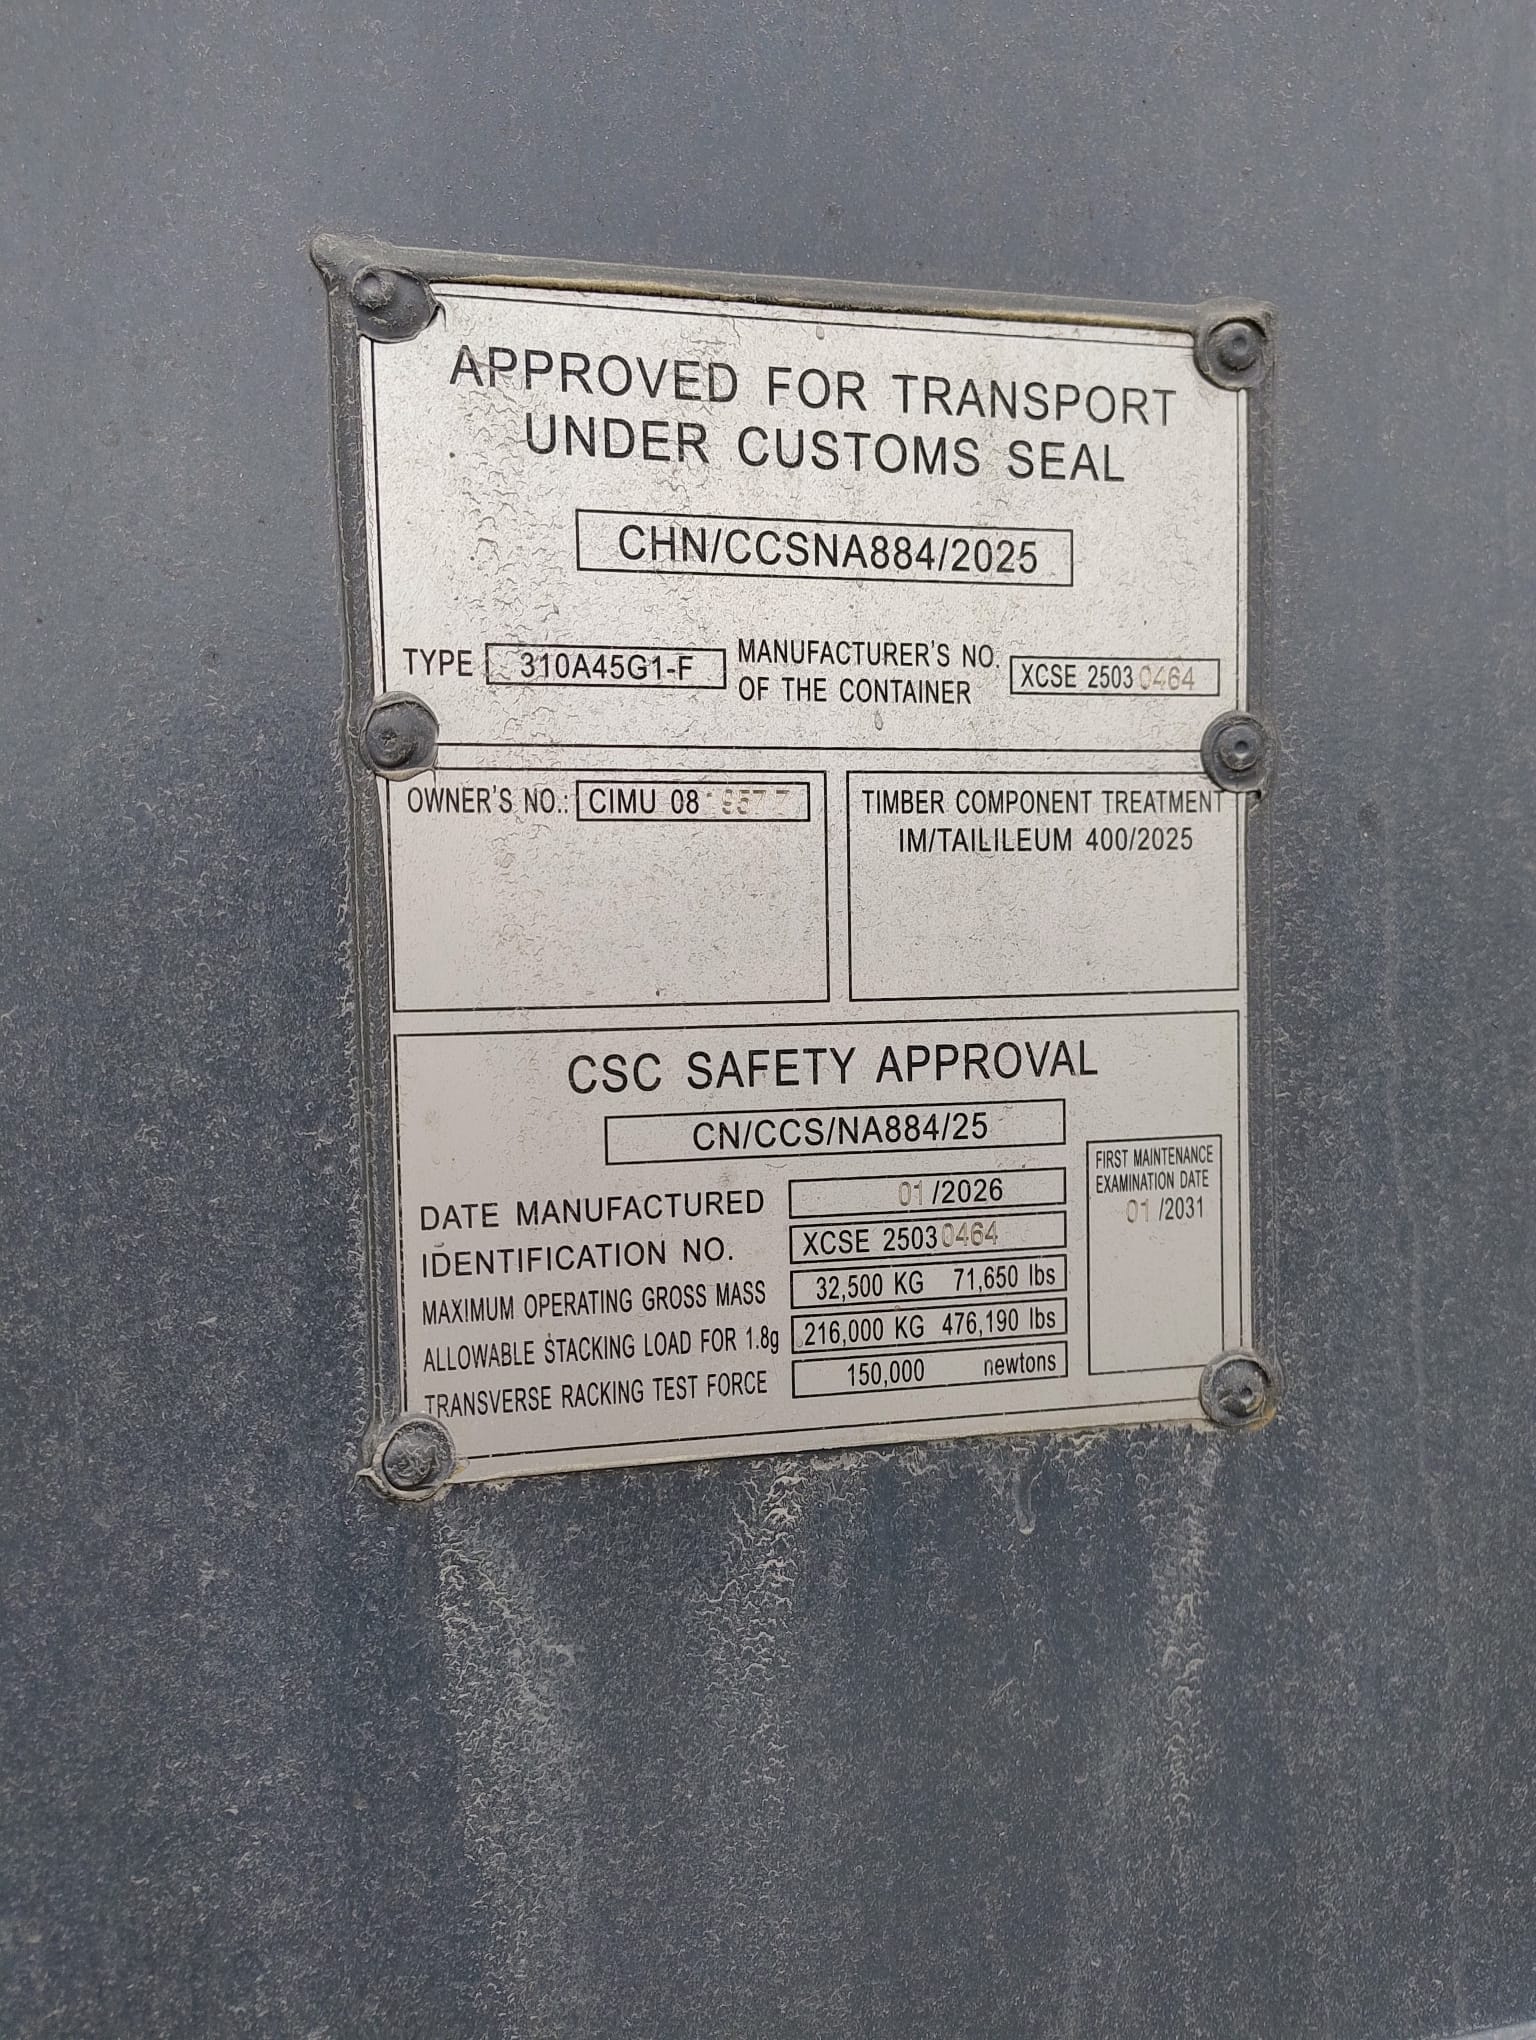 APPROVED FOR TRANSPORT
UNDER CUSTOMS SEAL
CHN/CCSNA884/2025
TYPE 310A45G1-F MANUFACTURER'S NO. OF THE CONTAINER XCSE 25030464
OWNER'S NO.: CIMU 081957 7
TIMBER COMPONENT TREATMENT
IM/TAILILEUM 400/2025
CSC SAFETY APPROVAL
CN/CCS/NA884/25
DATE MANUFACTURED 01/2026
IDENTIFICATION NO. XCSE 25030464
MAXIMUM OPERATING GROSS MASS 32,500 KG 71,650 lbs
ALLOWABLE STACKING LOAD FOR 1.8g 216,000 KG 476,190 lbs
TRANSVERSE RACKING TEST FORCE 150,000 newtons
FIRST MAINTENANCE
EXAMINATION DATE
01/2031